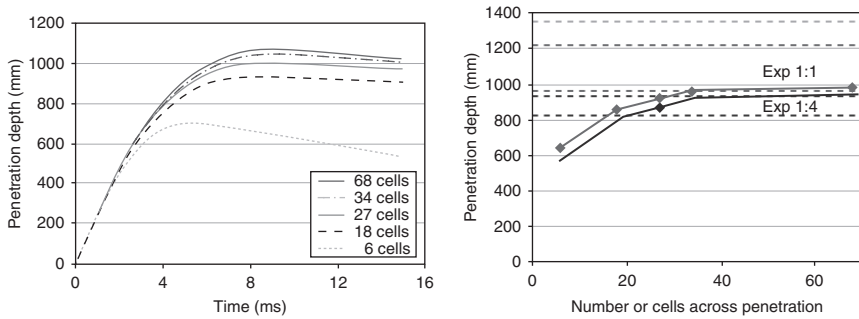 Penetration depth (mm)
1200
1000
800
600
400
200
0
0
4
8
12
16
Time (ms)
68 cells
34 cells
27 cells
18 cells
6 cells
Penetration depth (mm)
1400
1200
1000
800
600
400
200
0
0
20
40
60
Number or cells across penetration
Exp 1:1
Exp 1:4